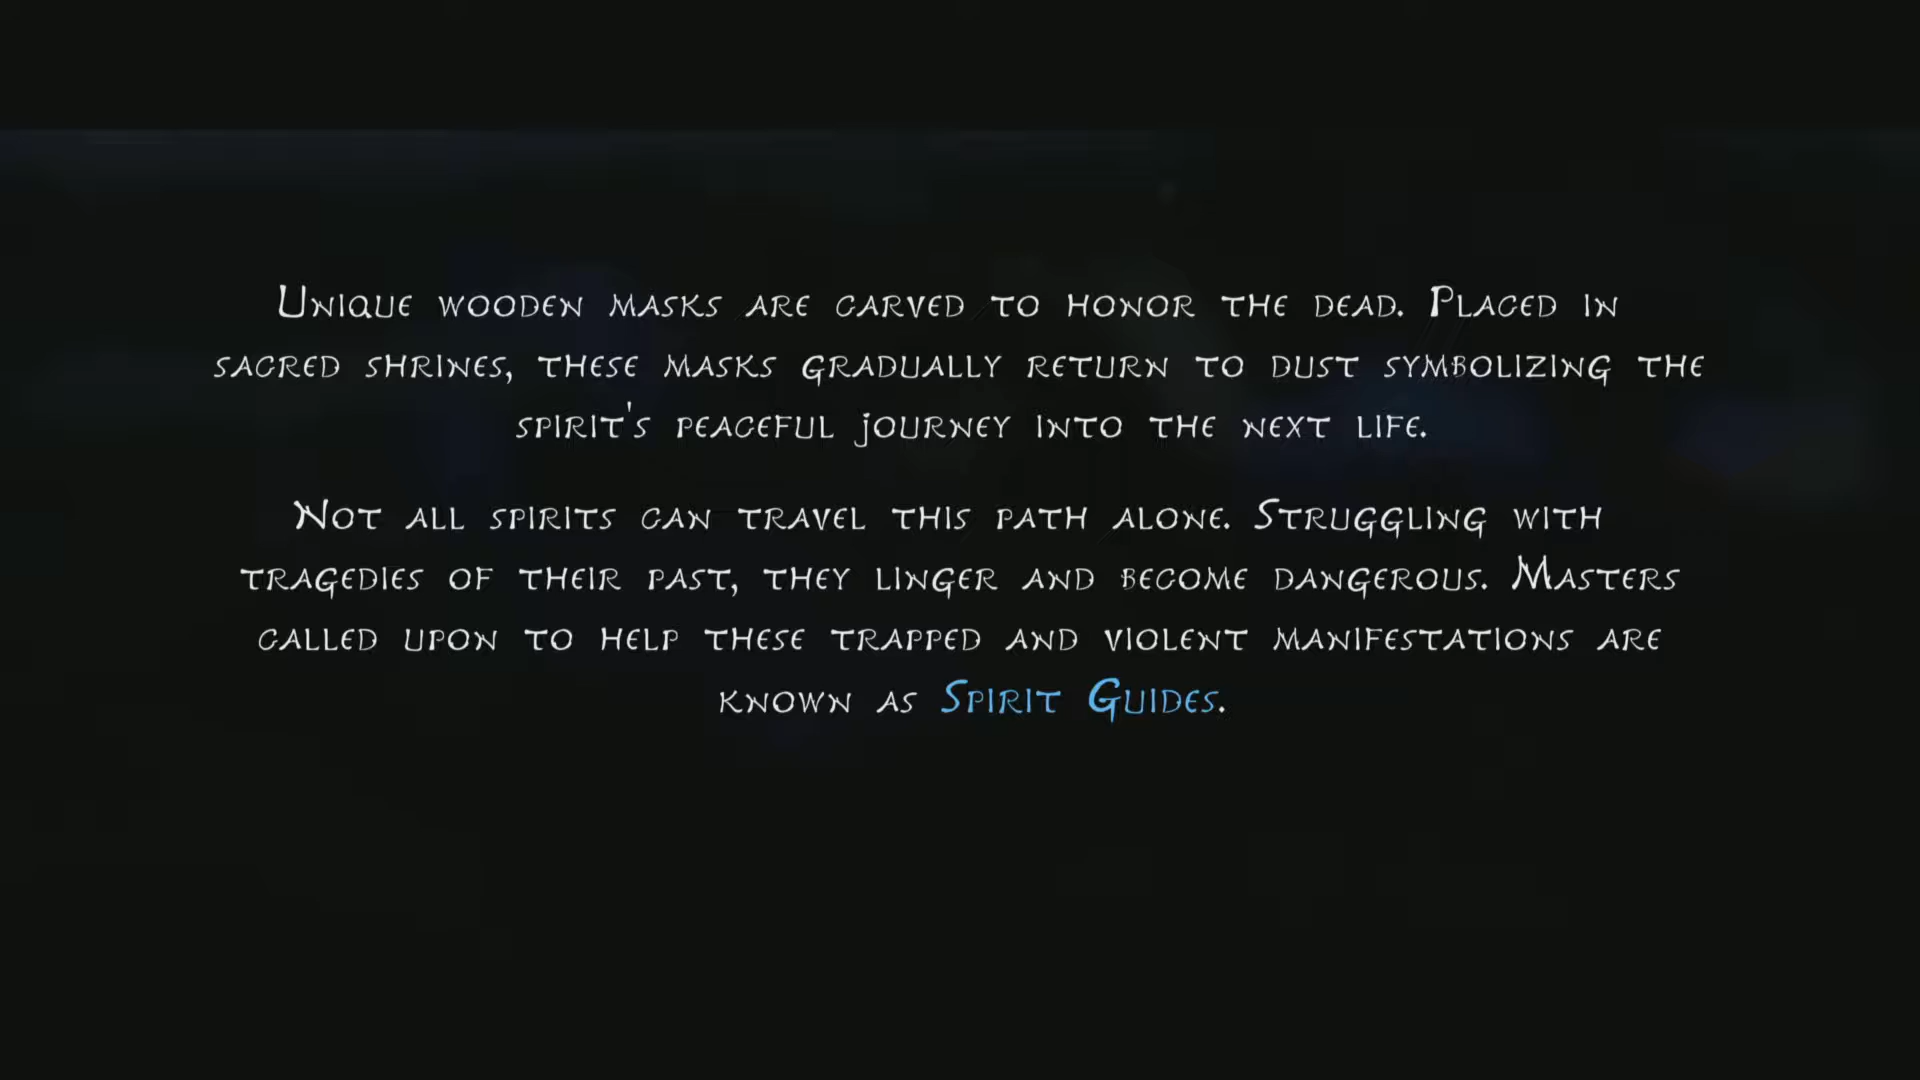 Unique wooden masks are carved to honor the dead. Placed in
sacred shrines, these masks gradually return to dust symbolizing the
spirit's peaceful journey into the next life.
Not all spirits can travel this path alone. Struggling with
tragedies of their past, they linger and become dangerous. Masters
called upon to help these trapped and violent manifestations are
known as Spirit Guides.